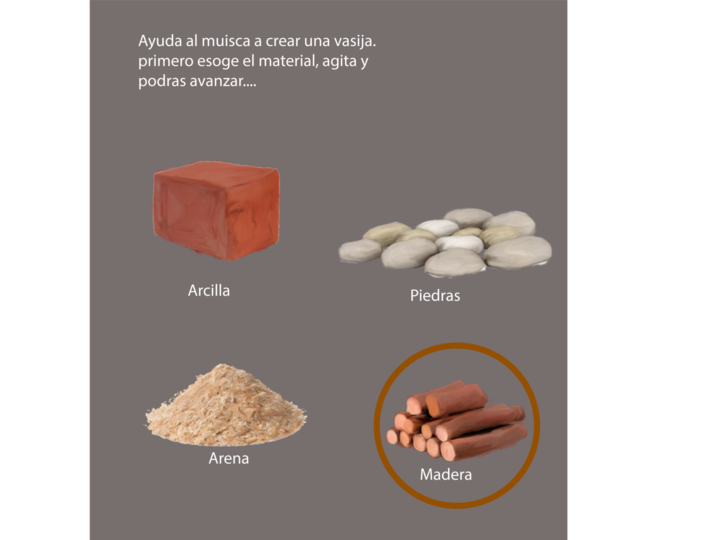 Ayuda al muisca a crear una vasija.
primero esoge el material, agita y
podras avanzar....
Arcilla
Piedras
Arena
Madera